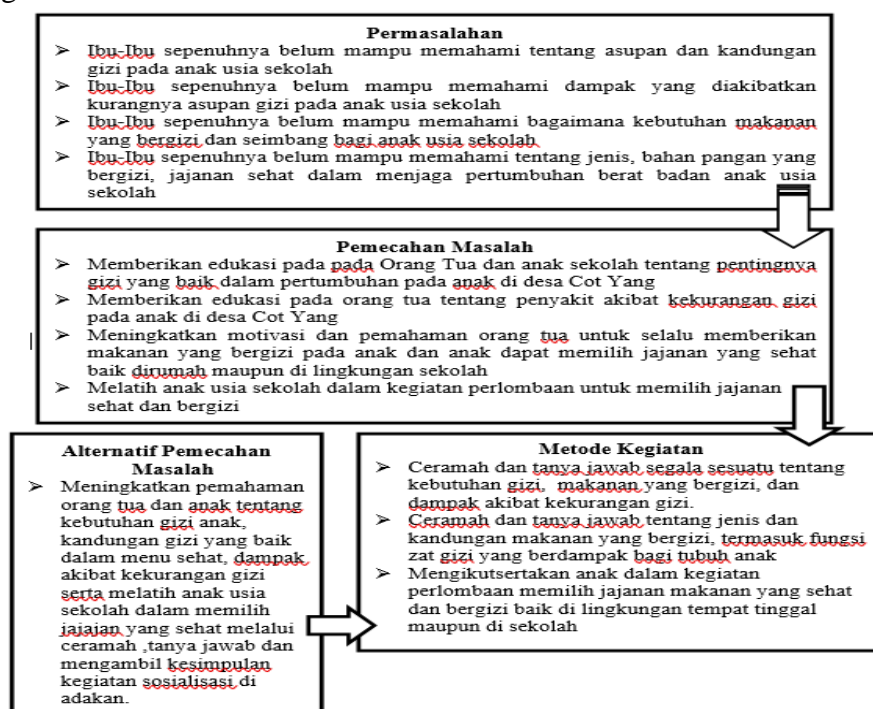 Permasalahan
➢ Ibu-Ibu sepenuhnya belum mampu memahami tentang asupan dan kandungan
gizi pada anak usia sekolah
➢ Ibu-Ibu sepenuhnya belum mampu memahami dampak yang diakibatkan
kurangnya asupan gizi pada anak usia sekolah
➢ Ibu-Ibu sepenuhnya belum mampu memahami bagaimana kebutuhan makanan
yang bergizi dan seimbang bagi anak usia sekolah
➢ Ibu-Ibu sepenuhnya belum mampu memahami tentang jenis, bahan pangan yang
bergizi, jajanan sehat dalam menjaga pertumbuhan berat badan anak usia
sekolah
Pemecahan Masalah
➢ Memberikan edukasi pada pada Orang Tua dan anak sekolah tentang pentingnya
gizi yang baik dalam pertumbuhan pada anak di desa Cot Yang
➢ Memberikan edukasi pada orang tua tentang penyakit akibat kekurangan gizi
pada anak di desa Cot Yang
➢ Meningkatkan motivasi dan pemahaman orang tua untuk selalu memberikan
makanan yang bergizi pada anak dan anak dapat memilih jajanan yang sehat
baik dirumah maupun di lingkungan sekolah
➢ Melatih anak usia sekolah dalam kegiatan perlombaan untuk memilih jajanan
sehat dan bergizi
Alternatif Pemecahan
Masalah
➢ Meningkatkan pemahaman
orang tua dan anak tentang
kebutuhan gizi anak,
kandungan gizi yang baik
dalam menu sehat, dampak
akibat kekurangan gizi
serta melatih anak usia
sekolah dalam memilih
jajaian yang sehat melalui
ceramah ,tanya jawab dan
mengambil kesimpulan
kegiatan sosialisasi di
adakan.
Metode Kegiatan
➢ Ceramah dan tanya jawab segala sesuatu tentang
kebutuhan gizi, makanan yang bergizi, dan
dampak akibat kekurangan gizi.
➢ Ceramah dan tanya jawab tentang jenis dan
kandungan makanan yang bergizi, termasuk fungsi
zat gizi yang berdampak bagi tubuh anak
➢ Mengikutsertakan anak dalam kegiatan
perlombaan memilih jajanan makanan yang sehat
dan bergizi baik di lingkungan tempat tinggal
maupun di sekolah